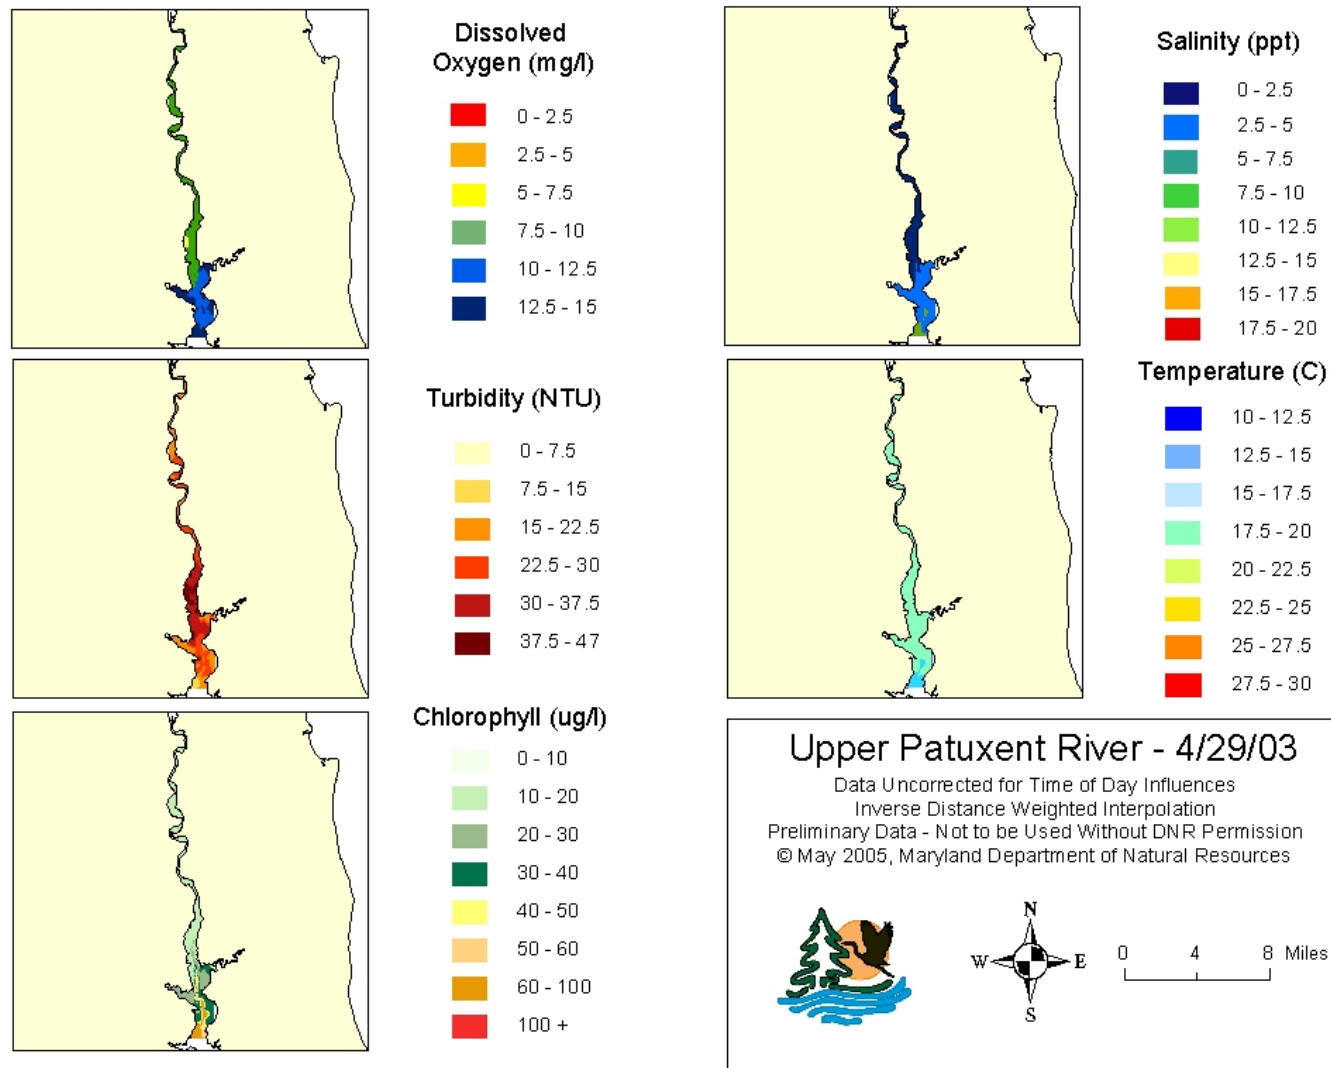 Dissolved
Oxygen (mg/l)
0 - 2.5
2.5 - 5
5 - 7.5
7.5 - 10
10 - 12.5
12.5 - 15
Salinity (ppt)
0 - 2.5
2.5 - 5
5 - 7.5
7.5 - 10
10 - 12.5
12.5 - 15
15 - 17.5
17.5 - 20
Turbidity (NTU)
0 - 7.5
7.5 - 15
15 - 22.5
22.5 - 30
30 - 37.5
37.5 - 47
Temperature (C)
10 - 12.5
12.5 - 15
15 - 17.5
17.5 - 20
20 - 22.5
22.5 - 25
25 - 27.5
27.5 - 30
Chlorophyll (ug/l)
0 - 10
10 - 20
20 - 30
30 - 40
40 - 50
50 - 60
60 - 100
100 +
Upper Patuxent River - 4/29/03
Data Uncorrected for Time of Day Influences
Inverse Distance Weighted Interpolation
Preliminary Data - Not to be Used Without DNR Permission
© May 2005, Maryland Department of Natural Resources
N
W E
S
0 4 8 Miles